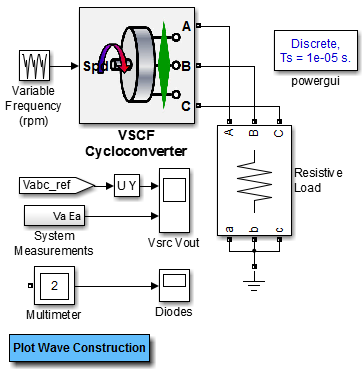 Variable
Frequency
(rpm)
Spd
A
B
C
VSCF
Cycloconverter
Discrete,
Ts = 1e-05 s.
powergui
A
B
C
Resistive
Load
a
b
c
Vabc_ref
U Y
Va Ea
System
Measurements
Vsrc Vout
2
Multimeter
Diodes
Plot Wave Construction